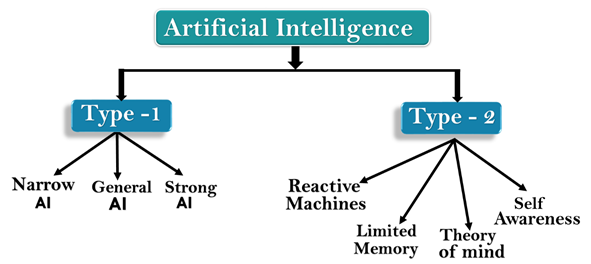 Artificial Intelligence
Type -1
Type - 2
Narrow
AI
General
AI
Strong
AI
Reactive
Machines
Limited
Memory
Theory
of mind
Self
Awareness